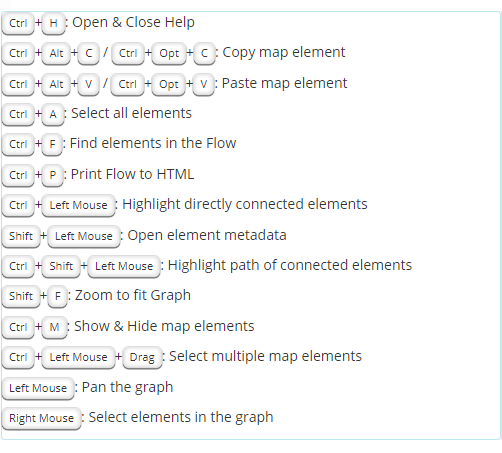 Ctrl + H : Open & Close Help
Ctrl + Alt + C / Ctrl + Opt + C : Copy map element
Ctrl + Alt + V / Ctrl + Opt + V : Paste map element
Ctrl + A : Select all elements
Ctrl + F : Find elements in the Flow
Ctrl + P : Print Flow to HTML
Ctrl + Left Mouse : Highlight directly connected elements
Shift + Left Mouse : Open element metadata
Ctrl + Shift + Left Mouse : Highlight path of connected elements
Shift + F : Zoom to fit Graph
Ctrl + M : Show & Hide map elements
Ctrl + Left Mouse + Drag : Select multiple map elements
Left Mouse : Pan the graph
Right Mouse : Select elements in the graph